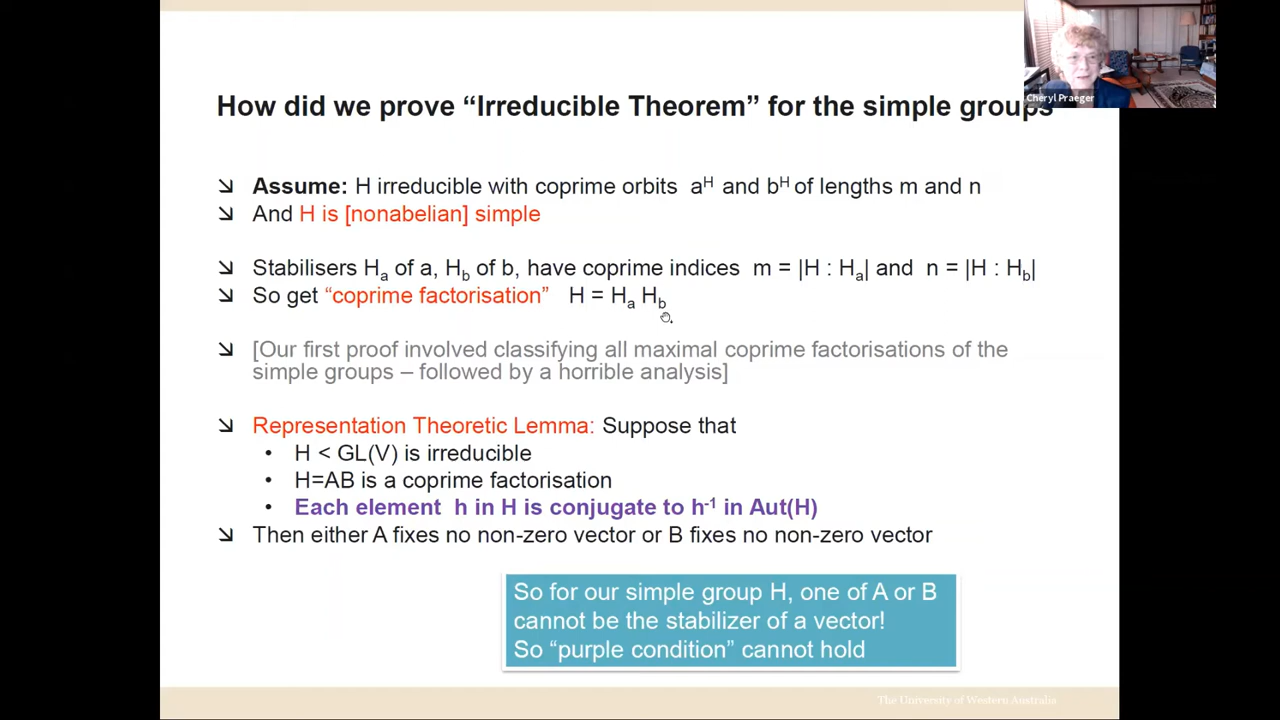 Cheryl Praeger
How did we prove “Irreducible Theorem” for the simple groups
Assume: H irreducible with coprime orbits aᴴ and bᴴ of lengths m and n
And H is [nonabelian] simple
Stabilisers Hₐ of a, H_b of b, have coprime indices m = |H : Hₐ| and n = |H : H_b|
So get “coprime factorisation” H = Hₐ H_b
[Our first proof involved classifying all maximal coprime factorisations of the
simple groups – followed by a horrible analysis]
Representation Theoretic Lemma: Suppose that
• H < GL(V) is irreducible
• H=AB is a coprime factorisation
• Each element h in H is conjugate to h⁻¹ in Aut(H)
Then either A fixes no non-zero vector or B fixes no non-zero vector
So for our simple group H, one of A or B
cannot be the stabilizer of a vector!
So “purple condition” cannot hold
The University of Western Australia